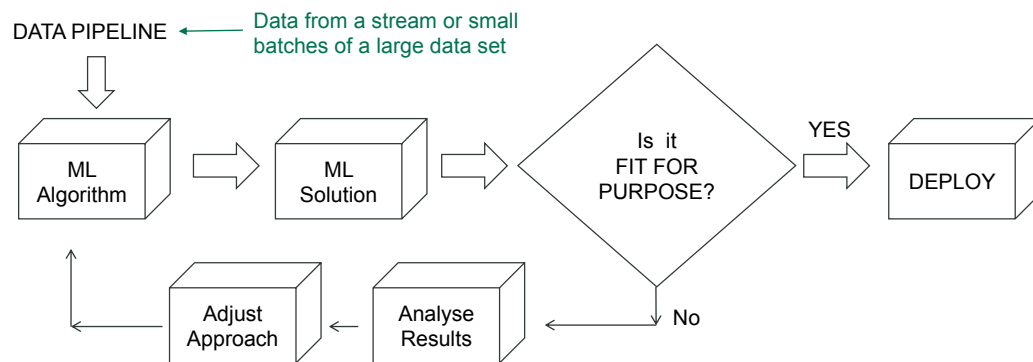 DATA PIPELINE
Data from a stream or small
batches of a large data set
ML
Algorithm
ML
Solution
Is it
FIT FOR
PURPOSE?
YES
DEPLOY
No
Analyse
Results
Adjust
Approach